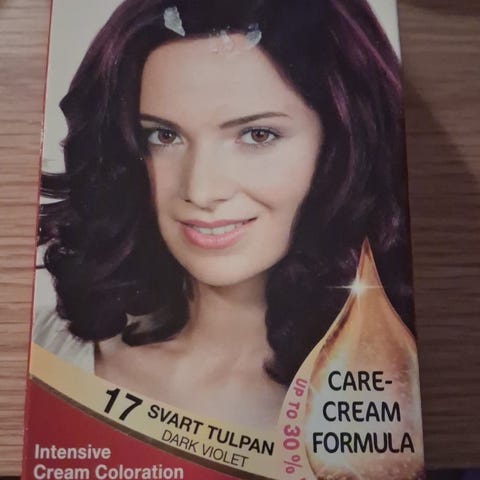 17 SVART TULPAN
DARK VIOLET
UP TO 30 %
CARE-
CREAM
FORMULA
Intensive
Cream Coloration